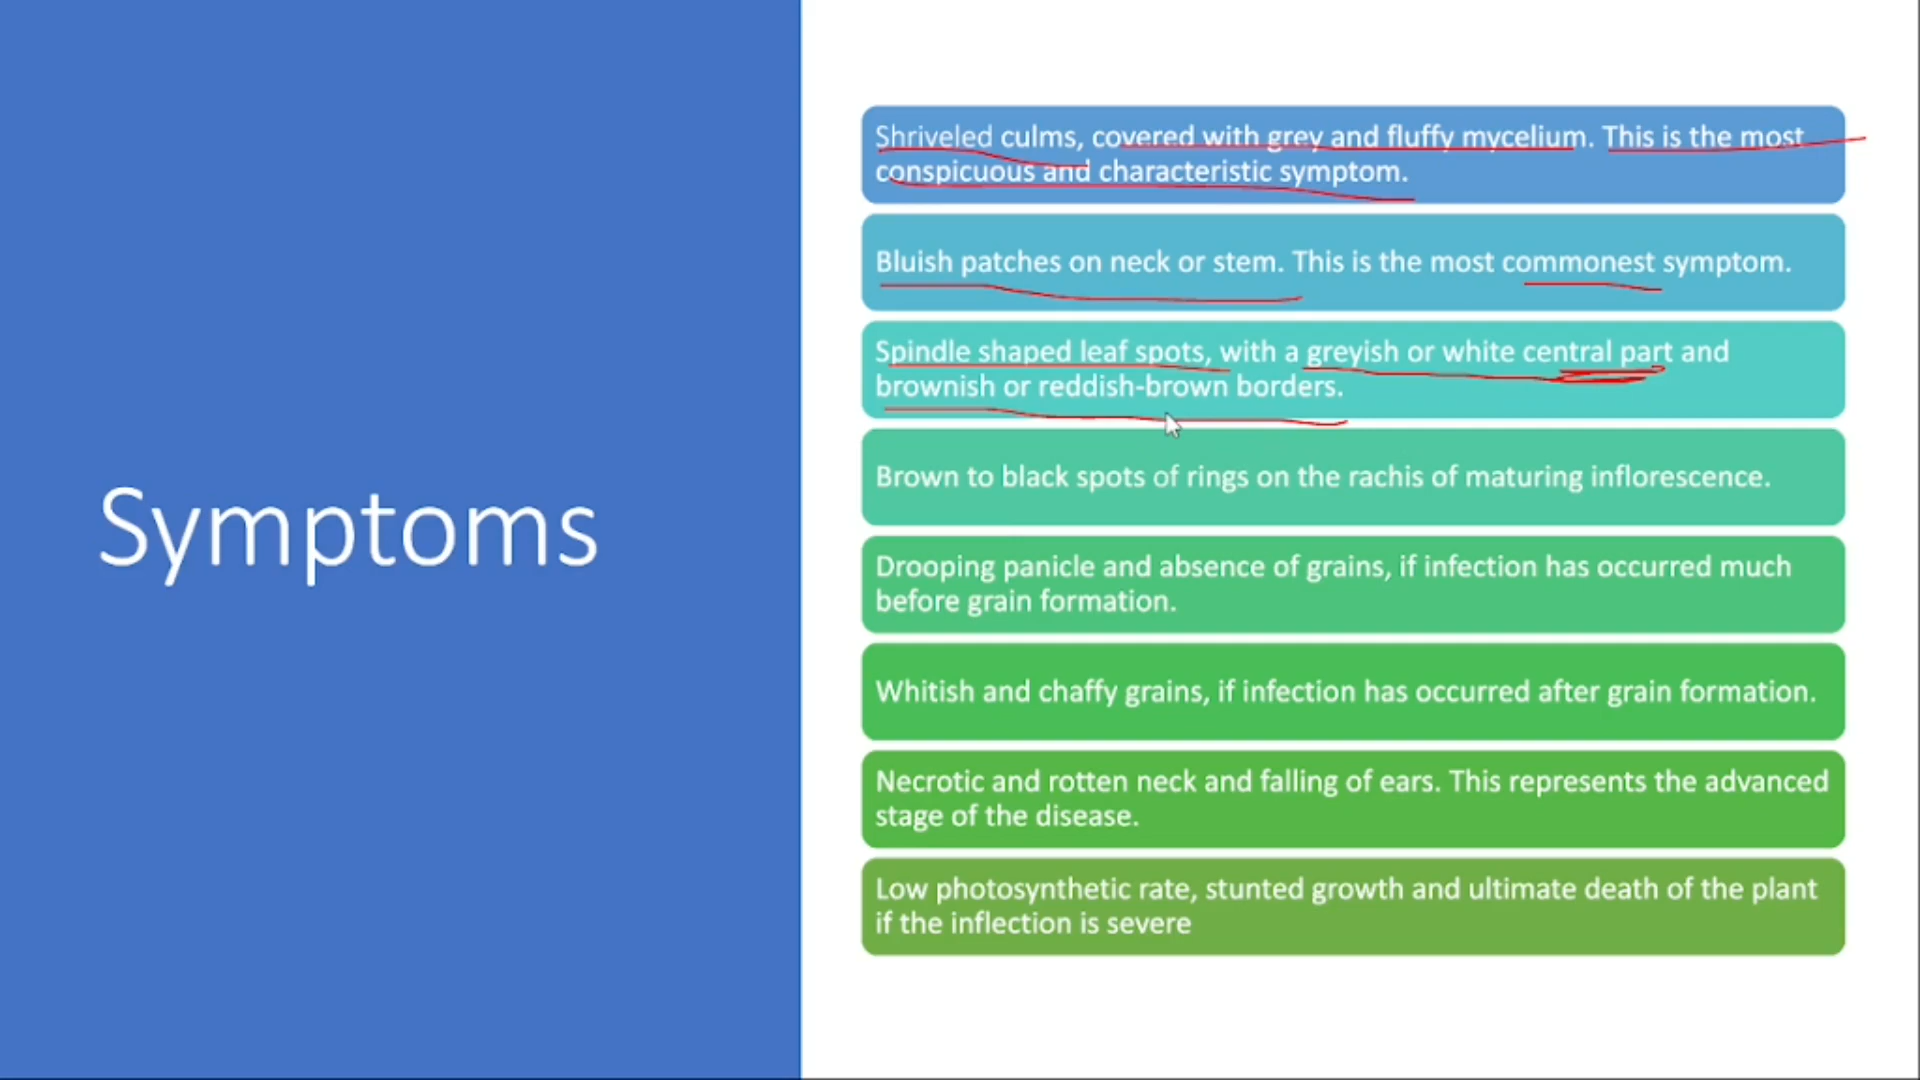 Symptoms
Shriveled culms, covered with grey and fluffy mycelium. This is the most
conspicuous and characteristic symptom.
Bluish patches on neck or stem. This is the most commonest symptom.
Spindle shaped leaf spots, with a greyish or white central part and
brownish or reddish-brown borders.
Brown to black spots of rings on the rachis of maturing inflorescence.
Drooping panicle and absence of grains, if infection has occurred much
before grain formation.
Whitish and chaffy grains, if infection has occurred after grain formation.
Necrotic and rotten neck and falling of ears. This represents the advanced
stage of the disease.
Low photosynthetic rate, stunted growth and ultimate death of the plant
if the inflection is severe